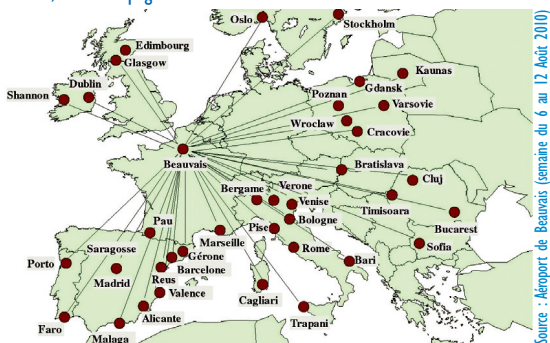 Oslo
Stockholm
Edimbourg
Glasgow
Dublin
Shannon
Kaunas
Gdansk
Poznan
Varsovie
Wrocław
Cracovie
Beauvais
Bratislava
Cluj
Bergame
Verone
Venise
Timisoara
Bologne
Bucarest
Pau
Pise
Sofia
Marseille
Rome
Saragosse
Gérone
Bari
Porto
Barcelone
Madrid
Reus
Valence
Cagliari
Alicante
Trapani
Faro
Malaga
Source : Aéroport de Beauvais (semaine du 6 au 12 Août 2010)